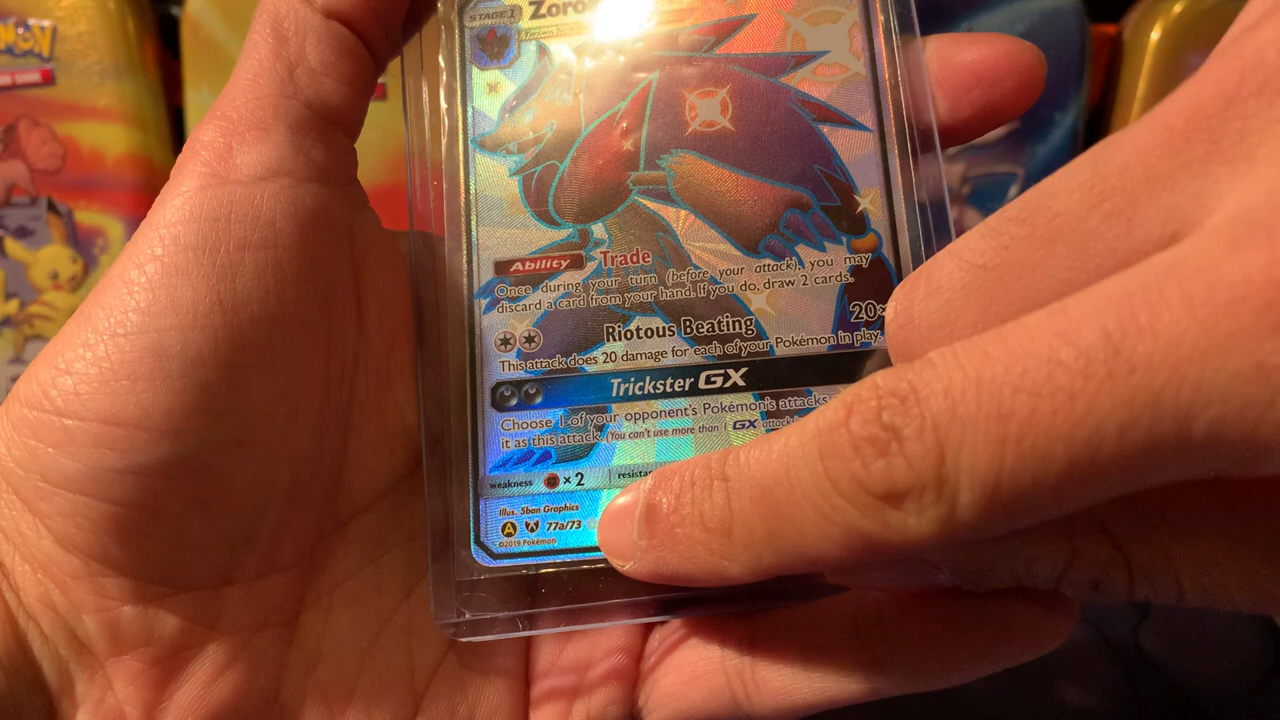 STAGE 1
Zoro
Ability Trade
Once during your turn (before your attack), you may
discard a card from your hand. If you do, draw 2 cards.
Riotous Beating 20×
This attack does 20 damage for each of your Pokémon in play.
Trickster GX
Choose 1 of your opponent's Pokémon's attacks
it as this attack. (You can't use more than 1 GX attack
weakness ×2 resista
Illus. 5ban Graphics
A 77a/73
©2019 Pokémon